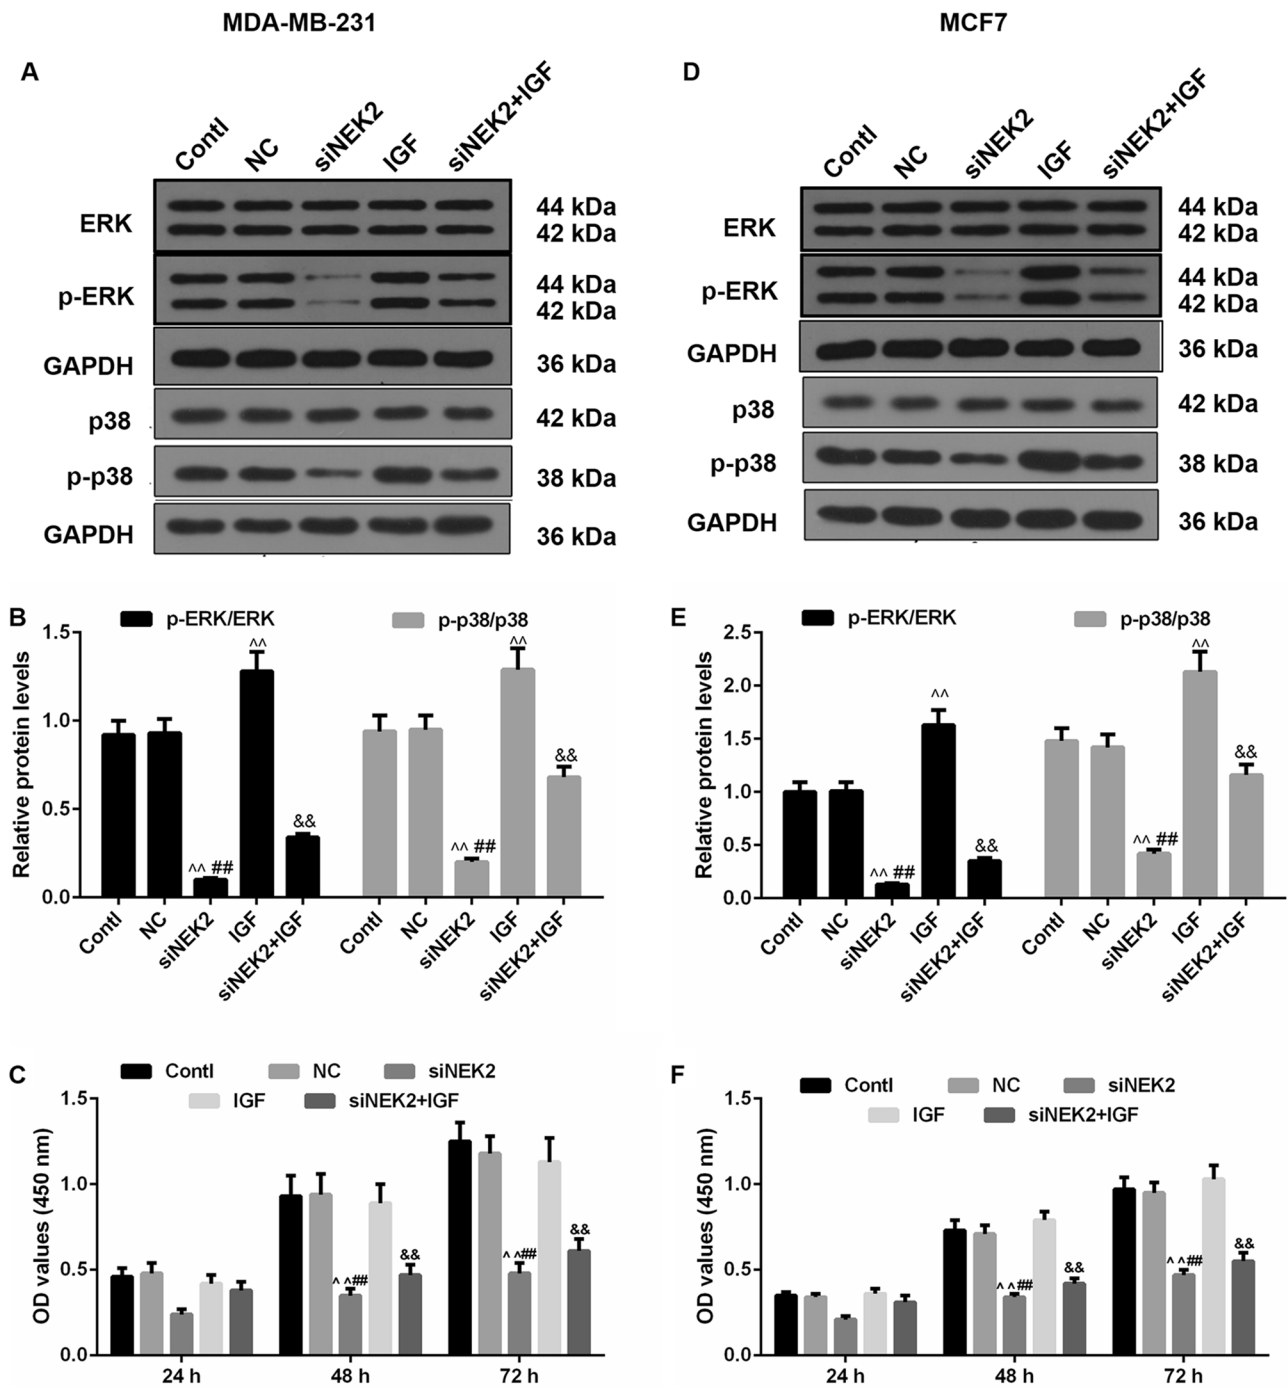 MDA-MB-231
MCF7
A
Contl
NC
siNEK2
IGF
siNEK2+IGF
ERK
44 kDa
42 kDa
p-ERK
44 kDa
42 kDa
GAPDH
36 kDa
p38
42 kDa
p-p38
38 kDa
GAPDH
36 kDa
D
Contl
NC
siNEK2
IGF
siNEK2+IGF
ERK
44 kDa
42 kDa
p-ERK
44 kDa
42 kDa
GAPDH
36 kDa
p38
42 kDa
p-p38
38 kDa
GAPDH
36 kDa
B
p-ERK/ERK
p-p38/p38
Relative protein levels
1.5
1.0
0.5
0.0
^^ ##
^^
&&
^^ ##
^^
&&
Contl
NC
siNEK2
IGF
siNEK2+IGF
Contl
NC
siNEK2
IGF
siNEK2+IGF
E
p-ERK/ERK
p-p38/p38
Relative protein levels
2.5
2.0
1.5
1.0
0.5
0.0
^^ ##
^^
&&
^^ ##
^^
&&
Contl
NC
siNEK2
IGF
siNEK2+IGF
Contl
NC
siNEK2
IGF
siNEK2+IGF
C
Contl
NC
siNEK2
IGF
siNEK2+IGF
OD values (450 nm)
1.5
1.0
0.5
0.0
^^##
&&
^^##
&&
24 h
48 h
72 h
F
Contl
NC
siNEK2
IGF
siNEK2+IGF
OD values (450 nm)
1.5
1.0
0.5
0.0
^^##
&&
^^##
&&
24 h
48 h
72 h